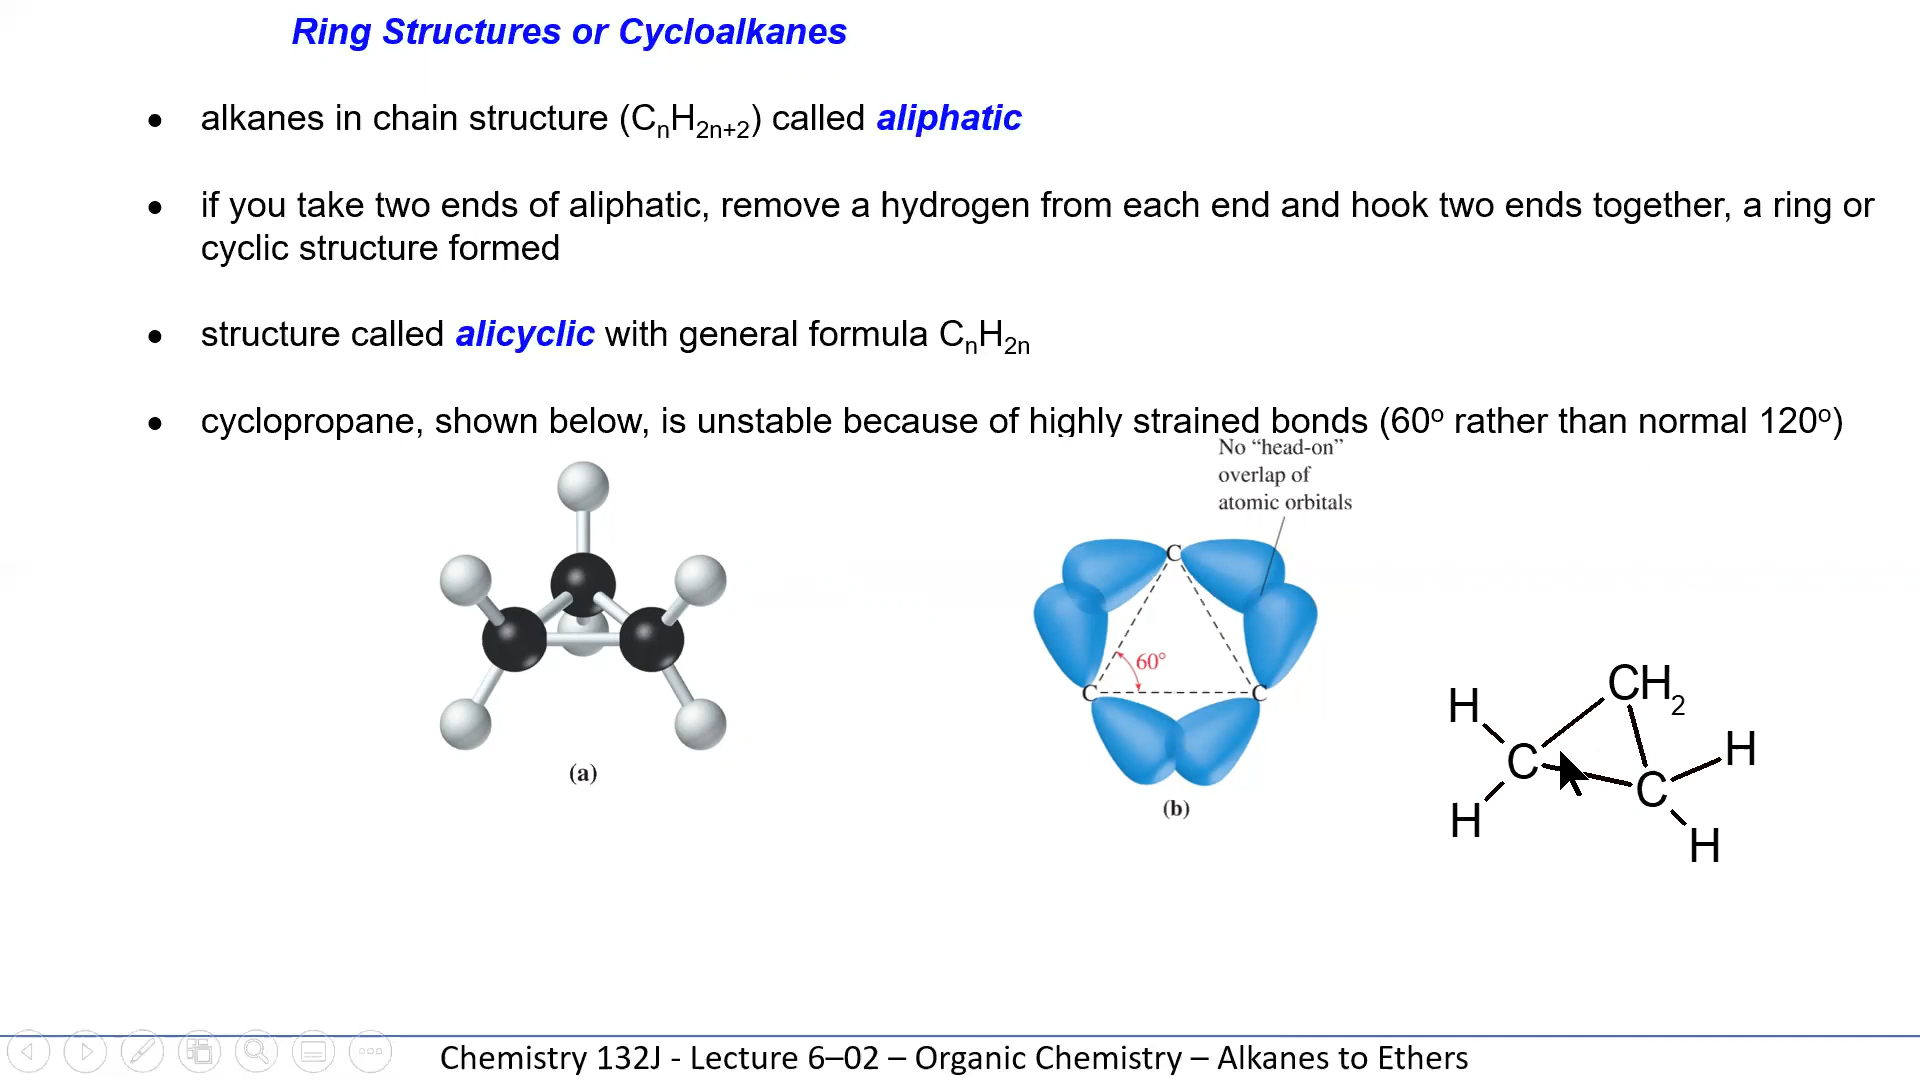 Ring Structures or Cycloalkanes
• alkanes in chain structure (CnH2n+2) called aliphatic
• if you take two ends of aliphatic, remove a hydrogen from each end and hook two ends together, a ring or
cyclic structure formed
• structure called alicyclic with general formula CnH2n
• cyclopropane, shown below, is unstable because of highly strained bonds (60º rather than normal 120º)
No “head-on”
overlap of
atomic orbitals
C
60°
C C
(a)
(b)
CH2
H
H
C
C
H
H
Chemistry 132J - Lecture 6–02 – Organic Chemistry – Alkanes to Ethers